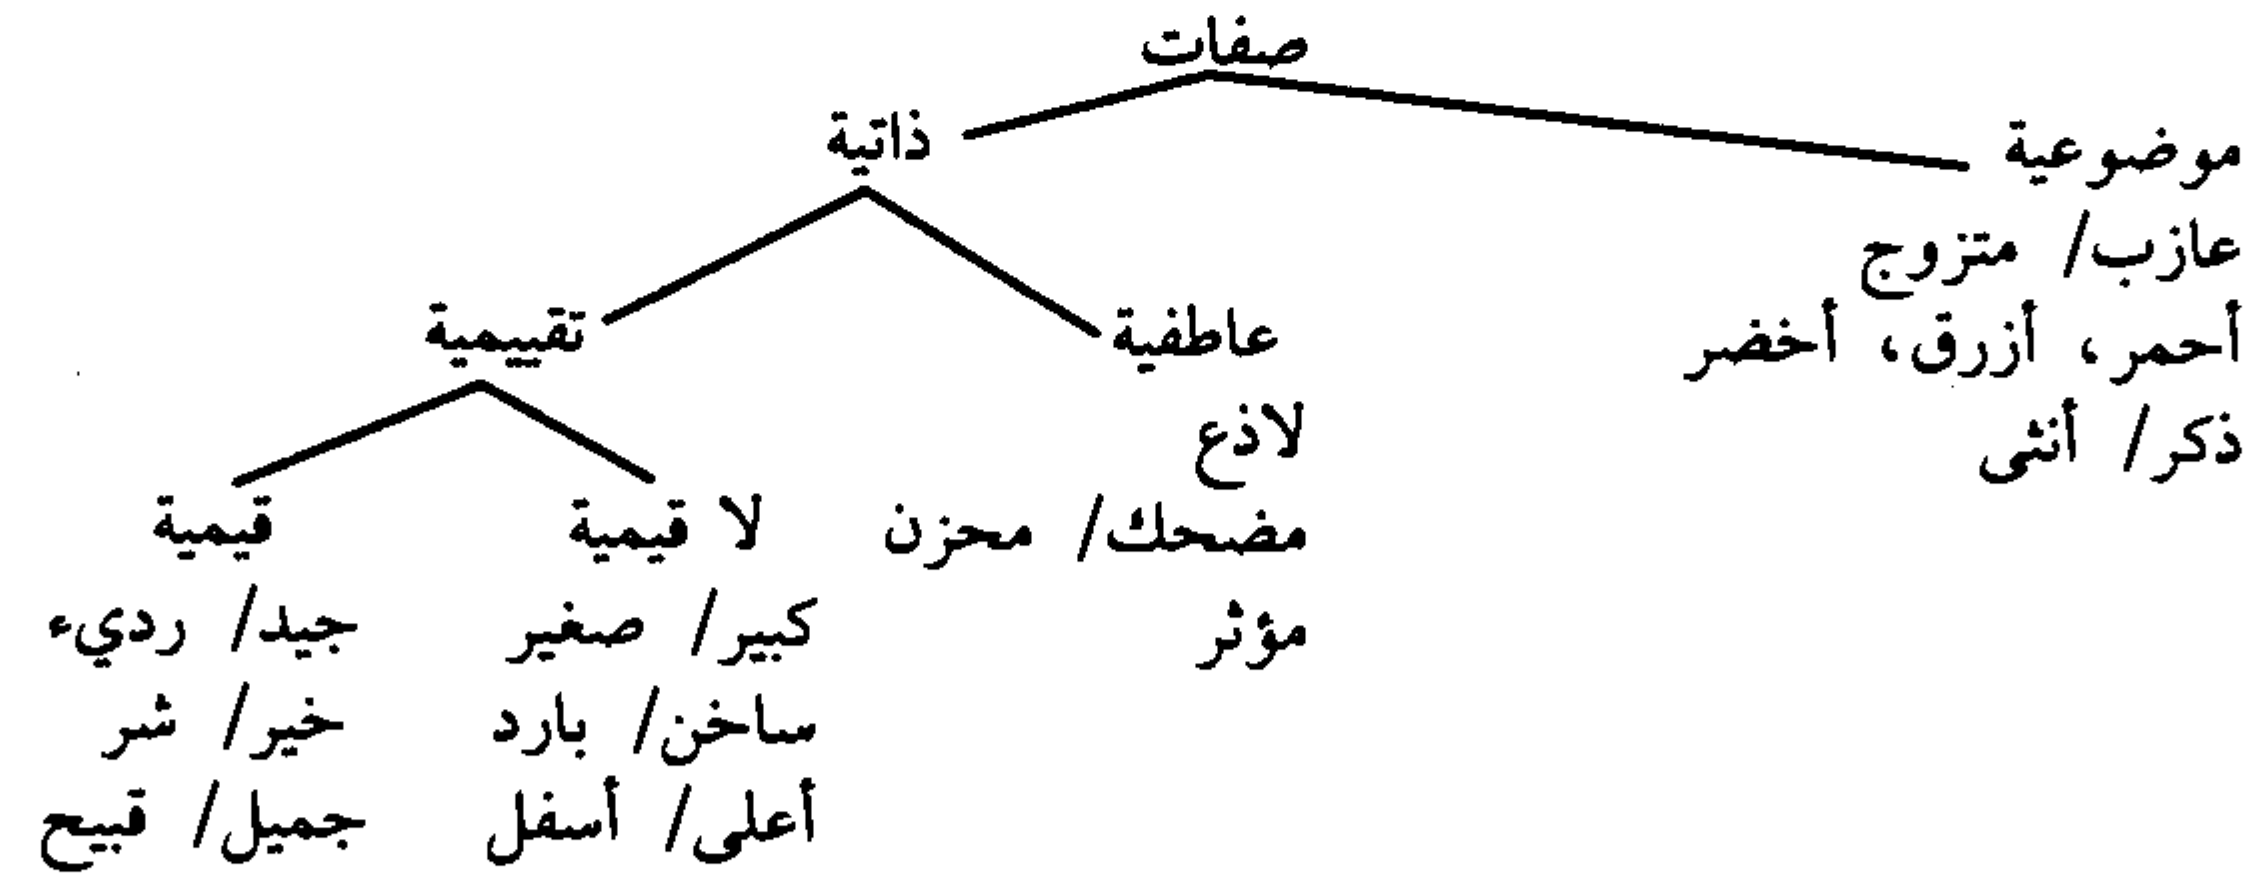 صفات
موضوعية
ذاتية
عازب/ متزوج
أحمر، أزرق، أخضر
ذكر/ أنثى
عاطفية
تقييمية
لاذع
مضحك/ محزن
مؤثر
لا قيمية
قيمية
كبير/ صغير
ساخن/ بارد
أعلى/ أسفل
جيد/ رديء
خير/ شر
جميل/ قبيح